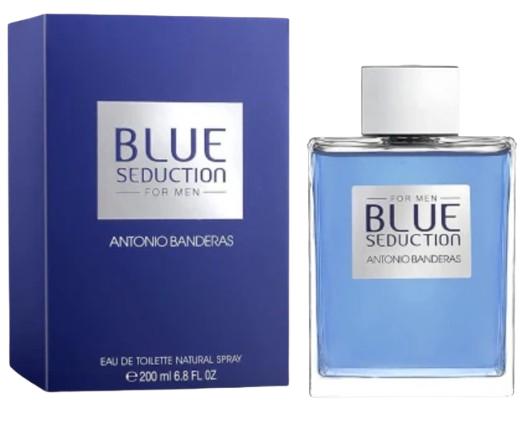 BLUE
SEDUCTION
FOR MEN
ANTONIO BANDERAS
EAU DE TOILETTE NATURAL SPRAY
℮ 200 ml 6.8 FL OZ
FOR MEN
BLUE
SEDUCTION
ANTONIO BANDERAS